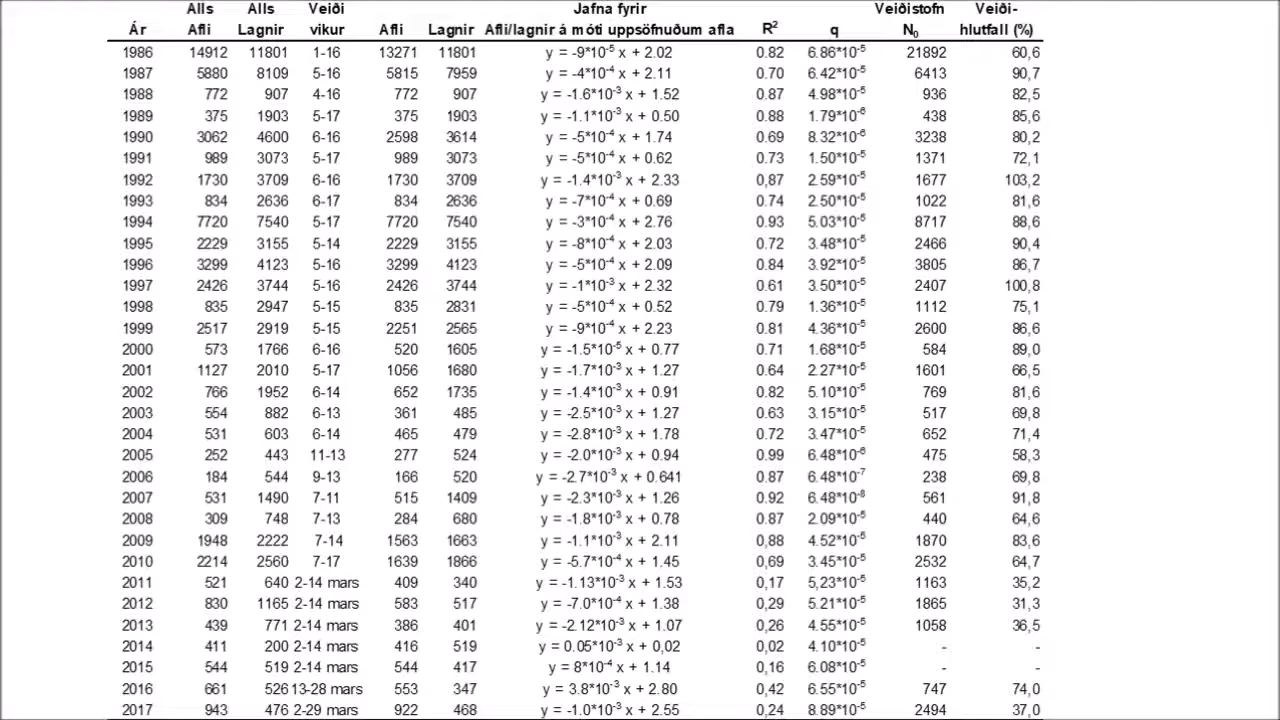 Alls Alls Veiði Jafna fyrir Veiðistofn Veiði-
Ár Afli Lagnir vikur Afli Lagnir Afli/lagnir á móti uppsöfnuðum afla R² q N₀ hlutfall (%)
1986 14912 11801 1-16 13271 11801 y = -9*10⁻⁵ x + 2.02 0.82 6.86*10⁻⁵ 21892 60,6
1987 5880 8109 5-16 5815 7959 y = -4*10⁻⁴ x + 2.11 0.70 6.42*10⁻⁵ 6413 90,7
1988 772 907 4-16 772 907 y = -1.6*10⁻³ x + 1.52 0.87 4.98*10⁻⁵ 936 82,5
1989 375 1903 5-17 375 1903 y = -1.1*10⁻³ x + 0.50 0.88 1.79*10⁻⁶ 438 85,6
1990 3062 4600 6-16 2598 3614 y = -5*10⁻⁴ x + 1.74 0.69 8.32*10⁻⁶ 3238 80,2
1991 989 3073 5-17 989 3073 y = -5*10⁻⁴ x + 0.62 0.73 1.50*10⁻⁵ 1371 72,1
1992 1730 3709 6-16 1730 3709 y = -1.4*10⁻³ x + 2.33 0,87 2.59*10⁻⁵ 1677 103,2
1993 834 2636 6-17 834 2636 y = -7*10⁻⁴ x + 0.69 0.74 2.50*10⁻⁵ 1022 81,6
1994 7720 7540 5-17 7720 7540 y = -3*10⁻⁴ x + 2.76 0.93 5.03*10⁻⁵ 8717 88,6
1995 2229 3155 5-14 2229 3155 y = -8*10⁻⁴ x + 2.03 0.72 3.48*10⁻⁵ 2466 90,4
1996 3299 4123 5-16 3299 4123 y = -5*10⁻⁴ x + 2.09 0.84 3.92*10⁻⁵ 3805 86,7
1997 2426 3744 5-16 2426 3744 y = -1*10⁻³ x + 2.32 0.61 3.50*10⁻⁵ 2407 100,8
1998 835 2947 5-15 835 2831 y = -5*10⁻⁴ x + 0.52 0.79 1.36*10⁻⁵ 1112 75,1
1999 2517 2919 5-15 2251 2565 y = -9*10⁻⁴ x + 2.23 0.81 4.36*10⁻⁵ 2600 86,6
2000 573 1766 6-16 520 1605 y = -1.5*10⁻⁵ x + 0.77 0.71 1.68*10⁻⁵ 584 89,0
2001 1127 2010 5-17 1056 1680 y = -1.7*10⁻³ x + 1.27 0.64 2.27*10⁻⁵ 1601 66,5
2002 766 1952 6-14 652 1735 y = -1.4*10⁻³ x + 0.91 0.82 5.10*10⁻⁵ 769 81,6
2003 554 882 6-13 361 485 y = -2.5*10⁻³ x + 1.27 0.63 3.15*10⁻⁵ 517 69,8
2004 531 603 6-14 465 479 y = -2.8*10⁻³ x + 1.78 0.72 3.47*10⁻⁵ 652 71,4
2005 252 443 11-13 277 524 y = -2.0*10⁻³ x + 0.94 0.99 6.48*10⁻⁶ 475 58,3
2006 184 544 9-13 166 520 y = -2.7*10⁻³ x + 0.641 0.87 6.48*10⁻⁷ 238 69,8
2007 531 1490 7-11 515 1409 y = -2.3*10⁻³ x + 1.26 0.92 6.48*10⁻⁸ 561 91,8
2008 309 748 7-13 284 680 y = -1.8*10⁻³ x + 0.78 0.87 2.09*10⁻⁵ 440 64,6
2009 1948 2222 7-14 1563 1663 y = -1.1*10⁻³ x + 2.11 0,88 4.52*10⁻⁵ 1870 83,6
2010 2214 2560 7-17 1639 1866 y = -5.7*10⁻⁴ x + 1.45 0,69 3.45*10⁻⁵ 2532 64,7
2011 521 640 2-14 mars 409 340 y = -1.13*10⁻³ x + 1.53 0,17 5,23*10⁻⁵ 1163 35,2
2012 830 1165 2-14 mars 583 517 y = -7.0*10⁻⁴ x + 1.38 0,29 5.21*10⁻⁵ 1865 31,3
2013 439 771 2-14 mars 386 401 y = -2.12*10⁻³ x + 1.07 0,26 4.55*10⁻⁵ 1058 36,5
2014 411 200 2-14 mars 416 519 y = 0.05*10⁻³ x + 0,02 0,02 4.10*10⁻⁵ - -
2015 544 519 2-14 mars 544 417 y = 8*10⁻⁴ x + 1.14 0,16 6.08*10⁻⁵ - -
2016 661 526 13-28 mars 553 347 y = 3.8*10⁻³ x + 2.80 0,42 6.55*10⁻⁵ 747 74,0
2017 943 476 2-29 mars 922 468 y = -1.0*10⁻³ x + 2.55 0,24 8.89*10⁻⁵ 2494 37,0